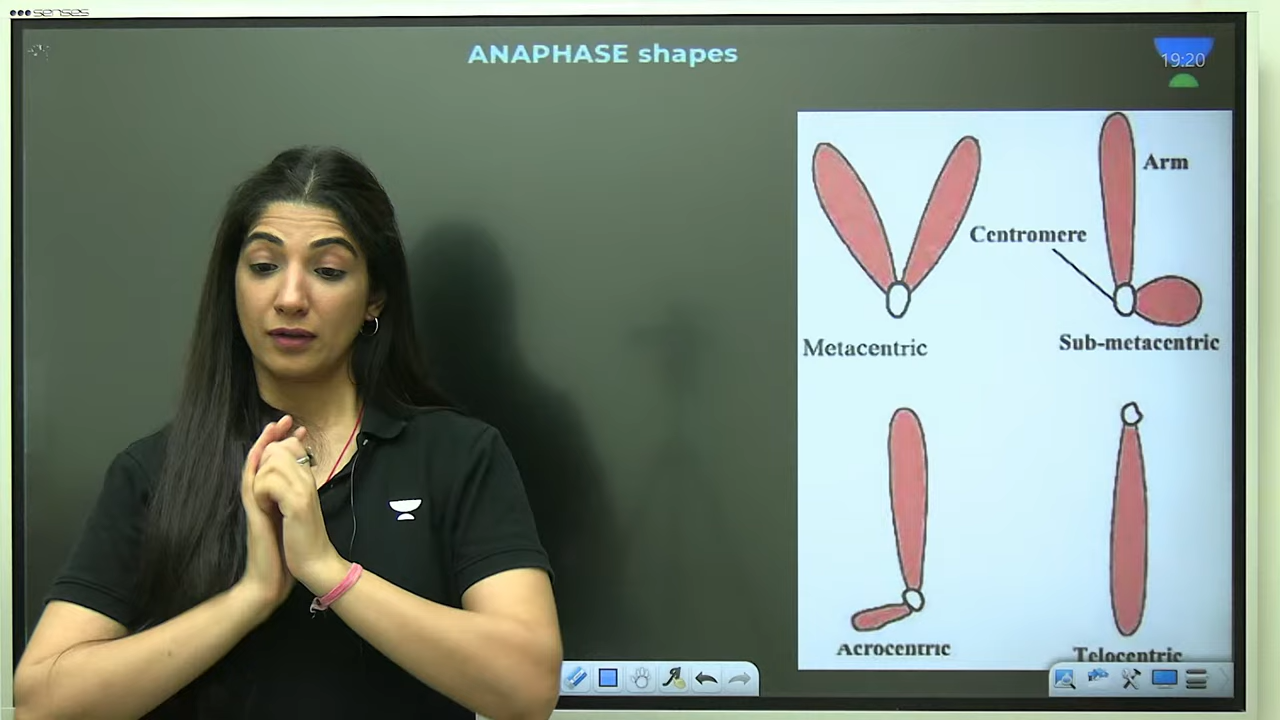 senses
ANAPHASE shapes
19:20
Arm
Centromere
Metacentric
Sub-metacentric
Acrocentric
Telocentric